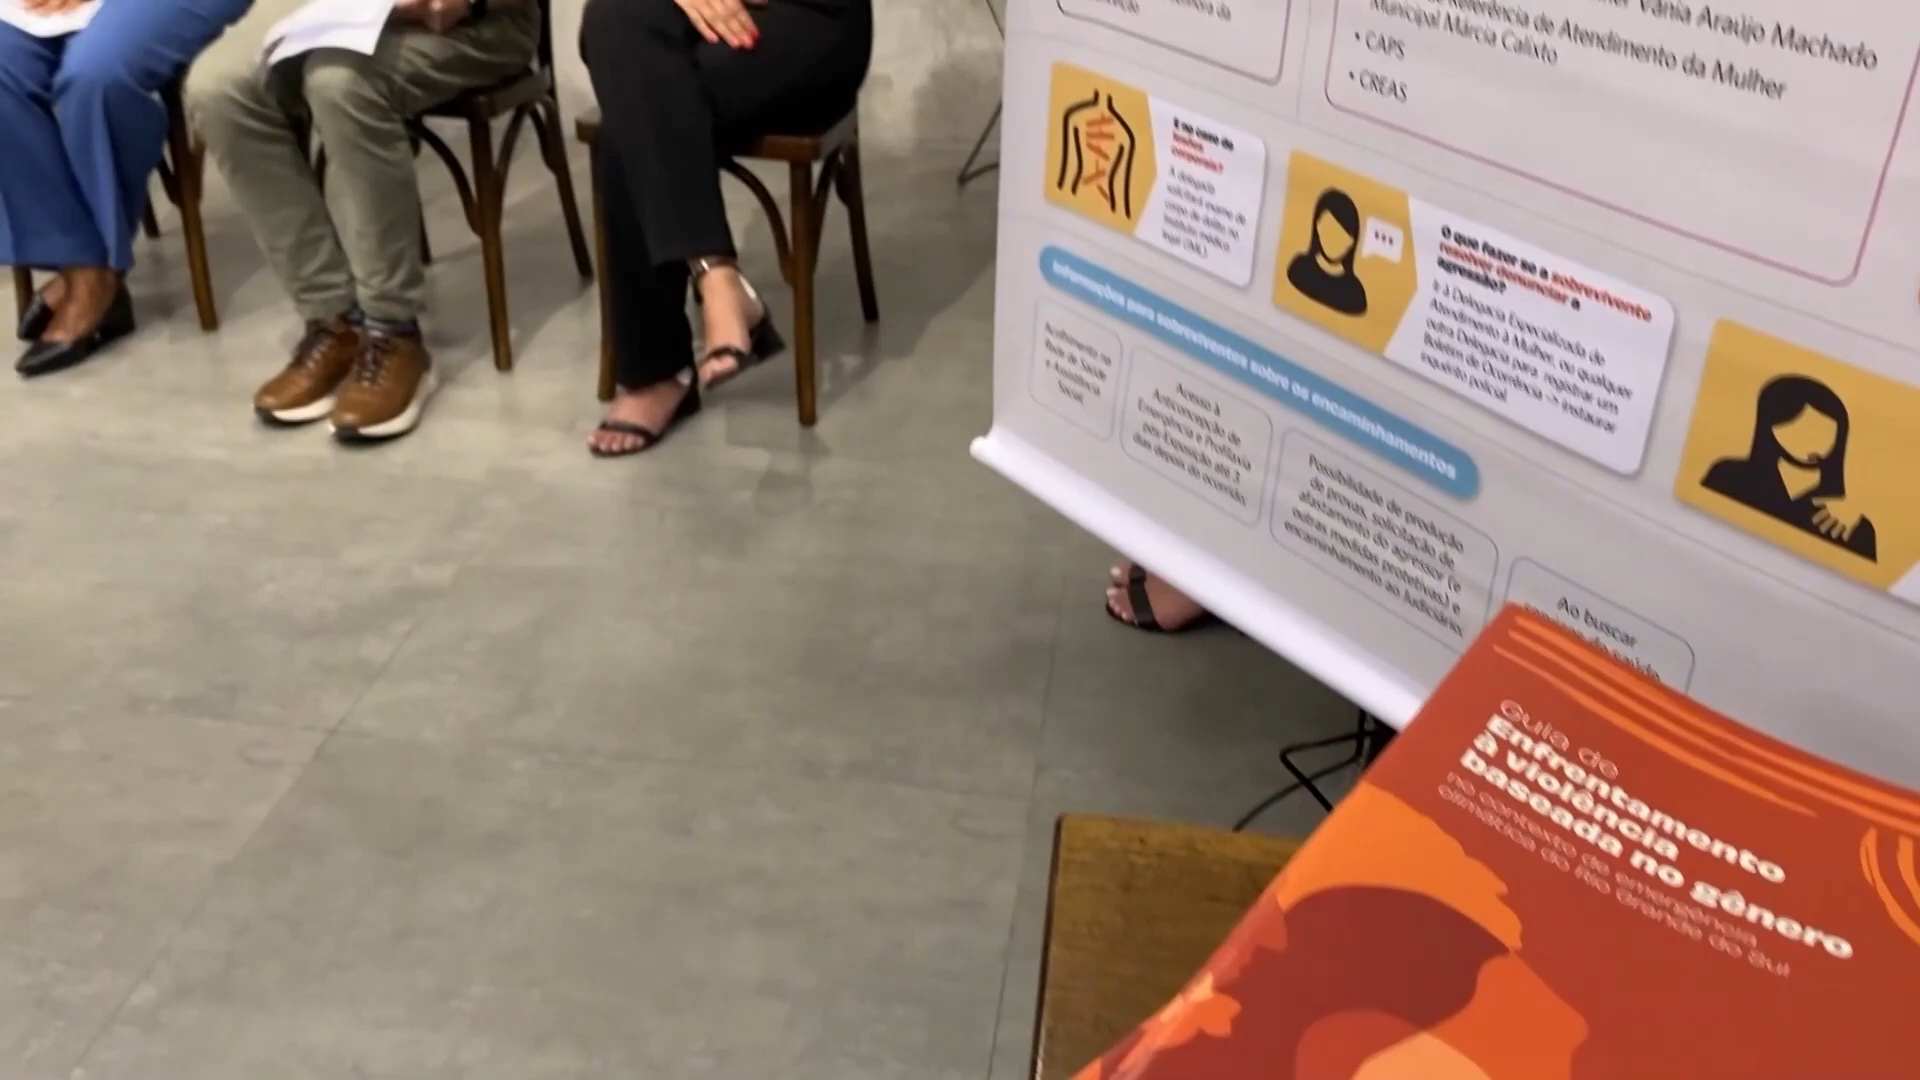 Vânia Araújo Machado
Referência de Atendimento da Mulher
Municipal Márcia Calixto
• CAPS
• CREAS
E no caso de
lesões
corporais?
A delegada
solicitará exame de
corpo de delito no
Instituto médico
legal (IML).
O que fazer se a sobrevivente
resolver denunciar a
agressão?
Ir à Delegacia Especializada de
Atendimento à Mulher, ou qualquer
outra Delegacia para registrar um
Boletim de Ocorrência -> instaurar
inquérito policial.
Informações para sobreviventes sobre os encaminhamentos
Acolhimento na
Rede de Saúde
e Assistência
Social.
Acesso à
Anticoncepção de
Emergência e Profilaxia
pós-Exposição até 3
dias depois do ocorrido.
Possibilidade de produção
de provas, solicitação de
afastamento do agressor (e
outras medidas protetivas) e
encaminhamento ao Judiciário.
Ao buscar
Guia de
Enfrentamento
à violência
baseada no gênero
no contexto da emergência
climática do Rio Grande do Sul